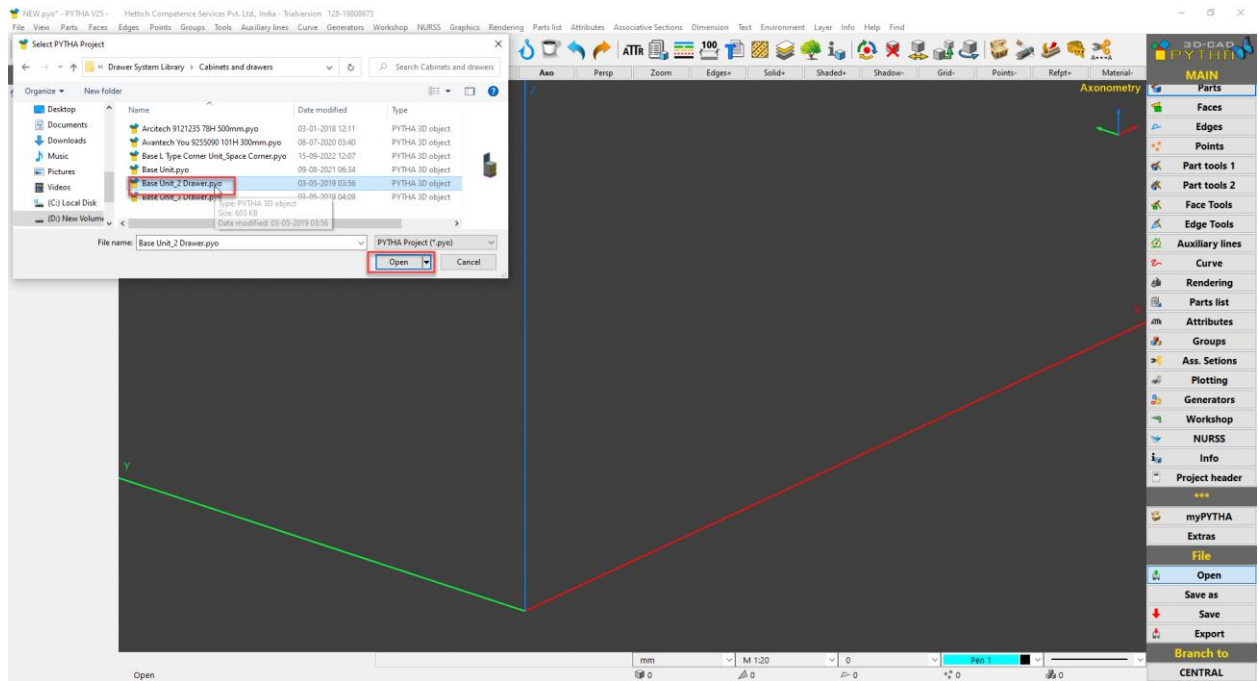 NEW.pyo* - PYTHA V25 - Hettich Competence Services Pvt. Ltd., India - Trialversion 128-19808673
File View Parts Faces Edges Points Groups Tools Auxiliary lines Curve Generators Workshop NURSS Graphics Rendering Parts list Attributes Associative Sections Dimension Text Environment Layer Info Help Find
Select PYTHA Project
« Drawer System Library › Cabinets and drawers
Search Cabinets and drawers
Organize New folder
Name Date modified Type
Desktop
Documents
Downloads
Music
Pictures
Videos
(C:) Local Disk
(D:) New Volume
Arcitech 9121235 78H 500mm.pyo 03-01-2018 12:11 PYTHA 3D object
Avantech You 9255090 101H 300mm.pyo 08-07-2020 03:40 PYTHA 3D object
Base L Type Corner Unit_Space Corner.pyo 15-09-2022 12:07 PYTHA 3D object
Base Unit.pyo 09-08-2021 06:34 PYTHA 3D object
Base Unit_2 Drawer.pyo 03-05-2019 03:56 PYTHA 3D object
Base Unit_3 Drawer.pyo 03-05-2019 04:09 PYTHA 3D object
Type: PYTHA 3D object
Size: 603 KB
Date modified: 03-05-2019 03:56
File name: Base Unit_2 Drawer.pyo PYTHA Project (*.pyo)
Open Cancel
ATTR 100
Axo Persp Zoom Edges+ Solid+ Shaded+ Shadow- Grid- Points- Refpt+ Material-
Axonometry
Z
X
Y
3D-CAD
PYTHA
MAIN
Parts
Faces
Edges
Points
Part tools 1
Part tools 2
Face Tools
Edge Tools
Auxiliary lines
Curve
Rendering
Parts list
Attributes
Groups
Ass. Setions
Plotting
Generators
Workshop
NURSS
Info
Project header
***
myPYTHA
Extras
File
Open
Save as
Save
Export
Branch to
CENTRAL
mm M 1:20 0 Pen 1
Open 0 0 0 0 0